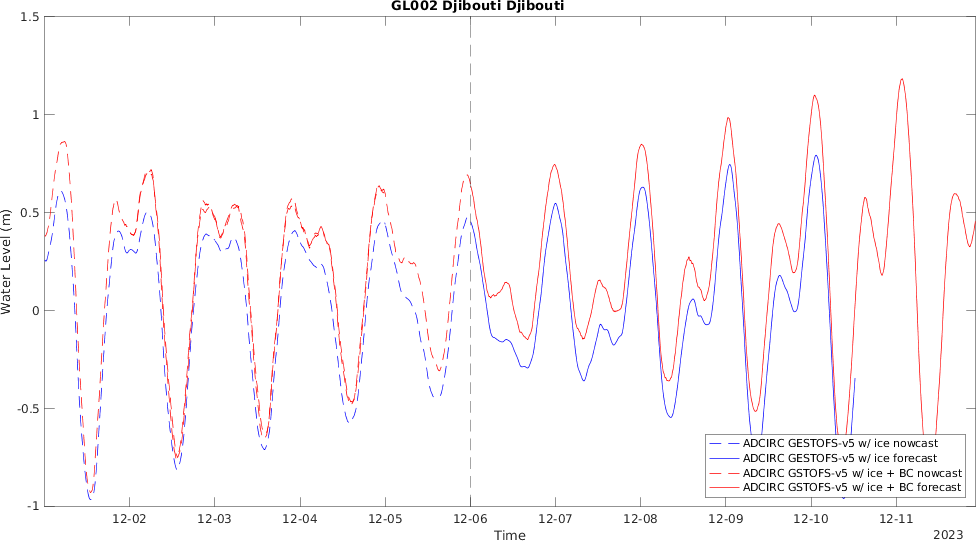 GL002 Djibouti Djibouti
1.5
1
0.5
0
-0.5
-1
Water Level (m)
12-02 12-03 12-04 12-05 12-06 12-07 12-08 12-09 12-10 12-11
Time
2023
ADCIRC GESTOFS-v5 w/ ice nowcast
ADCIRC GESTOFS-v5 w/ ice forecast
ADCIRC GSTOFS-v5 w/ ice + BC nowcast
ADCIRC GSTOFS-v5 w/ ice + BC forecast